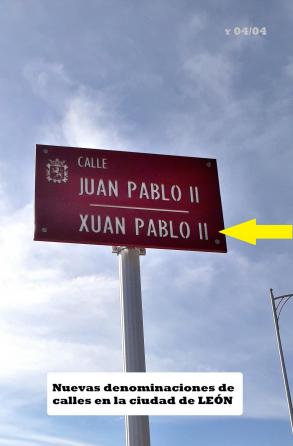 Y 04/04
CALLE
JUAN PABLO II
XUAN PABLO II
Nuevas denominaciones de
calles en la ciudad de LEÓN